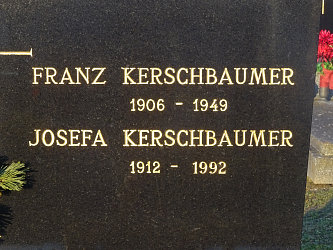 FRANZ KERSCHBAUMER
1906 - 1949
JOSEFA KERSCHBAUMER
1912 - 1992